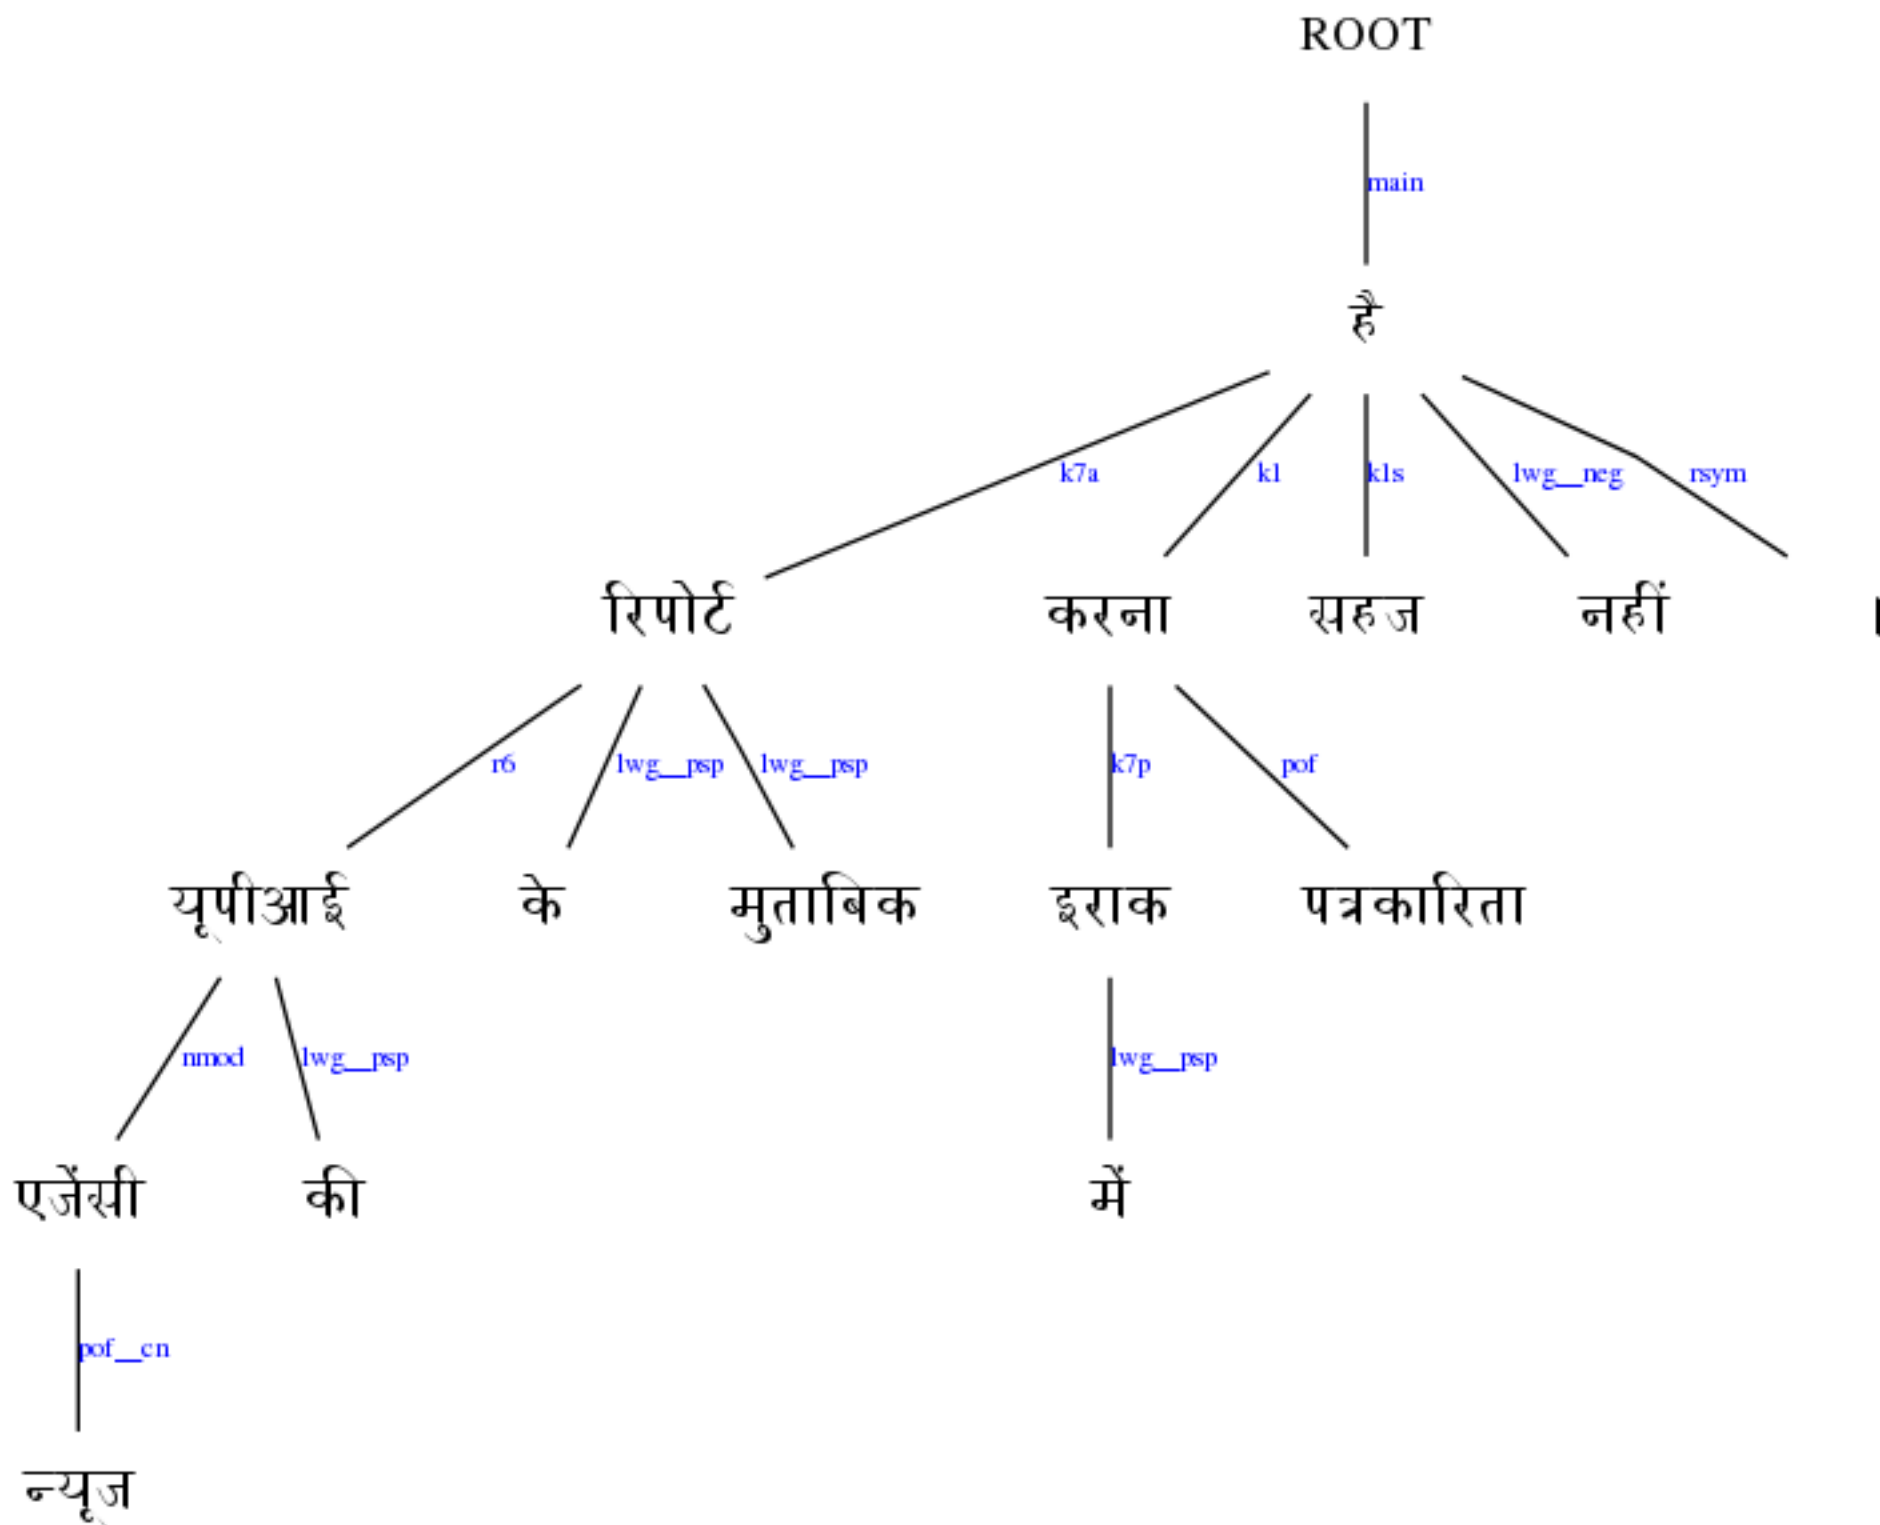 ROOT
main
है
k7a k1 k1s lwg__neg rsym
रिपोर्ट करना सहज नहीं ।
r6 lwg__psp lwg__psp k7p pof
यूपीआई के मुताबिक इराक पत्रकारिता
nmod lwg__psp lwg__psp
एजेंसी की में
pof__cn
न्यूज